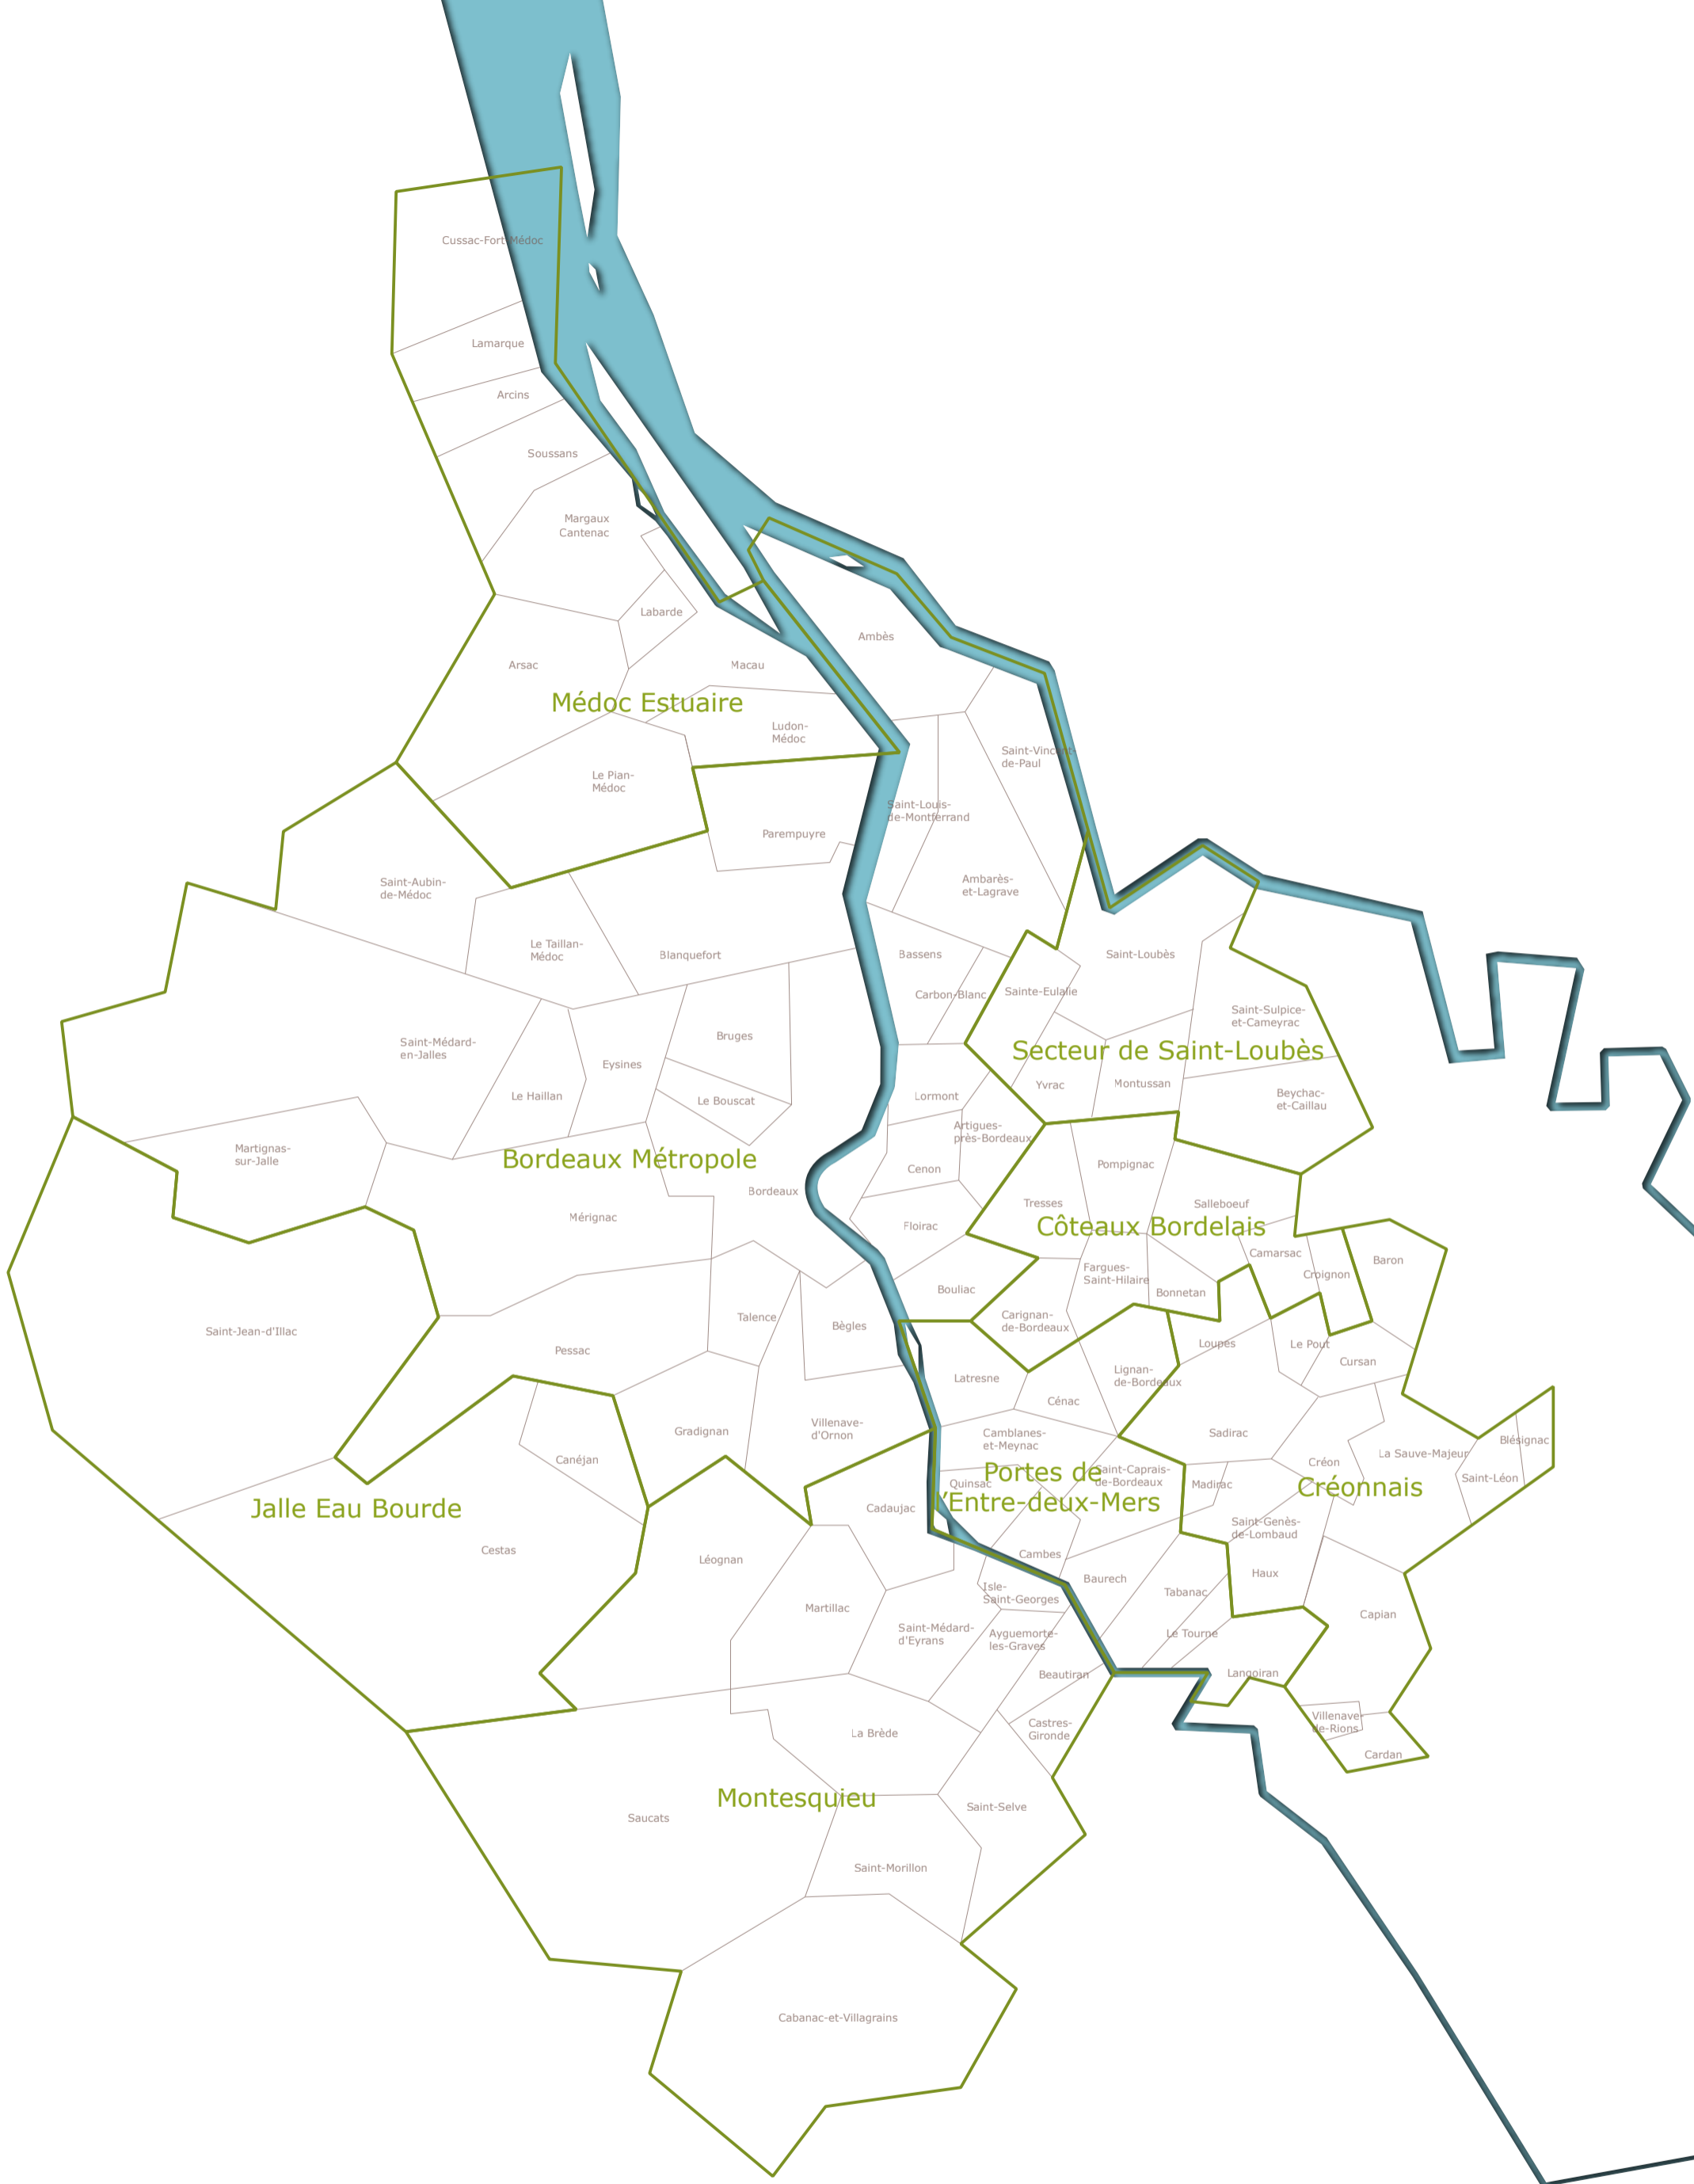 Cussac-Fort-Médoc
Lamarque
Arcins
Soussans
Margaux
Cantenac
Labarde
Ambès
Arsac
Macau
Médoc Estuaire
Ludon-
Médoc
Saint-Vincent-
de-Paul
Le Pian-
Médoc
Saint-Louis-
de-Montferrand
Parempuyre
Saint-Aubin-
de-Médoc
Ambarès-
et-Lagrave
Le Taillan-
Médoc
Blanquefort
Bassens
Saint-Loubès
Carbon-Blanc
Sainte-Eulalie
Saint-Sulpice-
et-Cameyrac
Saint-Médard-
en-Jalles
Bruges
Secteur de Saint-Loubès
Eysines
Le Haillan
Le Bouscat
Lormont
Yvrac
Montussan
Beychac-
et-Caillau
Martignas-
sur-Jalle
Artigues-
près-Bordeaux
Bordeaux Métropole
Cenon
Pompignac
Bordeaux
Mérignac
Tresses
Salleboeuf
Floirac
Côteaux Bordelais
Camarsac
Baron
Fargues-
Saint-Hilaire
Croignon
Bouliac
Bonnetan
Saint-Jean-d'Illac
Talence
Bègles
Carignan-
de-Bordeaux
Pessac
Loupes
Le Pout
Cursan
Latresne
Lignan-
de-Bordeaux
Cénac
Gradignan
Villenave-
d'Ornon
Camblanes-
et-Meynac
Sadirac
Blésignac
Canéjan
La Sauve-Majeur
Créon
Portes de
l'Entre-deux-Mers
Saint-Caprais-
de-Bordeaux
Quinsac
Madirac
Créonnais
Saint-Léon
Jalle Eau Bourde
Cadaujac
Saint-Genès-
de-Lombaud
Cestas
Léognan
Cambes
Baurech
Haux
Isle-
Saint-Georges
Tabanac
Martillac
Capian
Saint-Médard-
d'Eyrans
Ayguemorte-
les-Graves
Le Tourne
Beautiran
Langoiran
La Brède
Castres-
Gironde
Villenave-
de-Rions
Cardan
Montesquieu
Saucats
Saint-Selve
Saint-Morillon
Cabanac-et-Villagrains